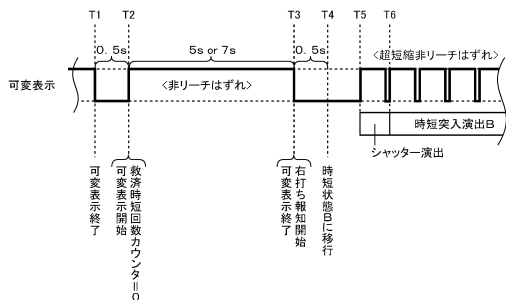 T1
T2
T3
T4
T5
T6
0.5s
5s or 7s
0.5s
<超短縮非リーチはずれ>
可変表示
<非リーチはずれ>
時短突入演出B
シャッター演出
可変表示終了
可変表示開始
救済時短回数カウンタ=0
可変表示終了
右打ち報知開始
時短状態Bに移行